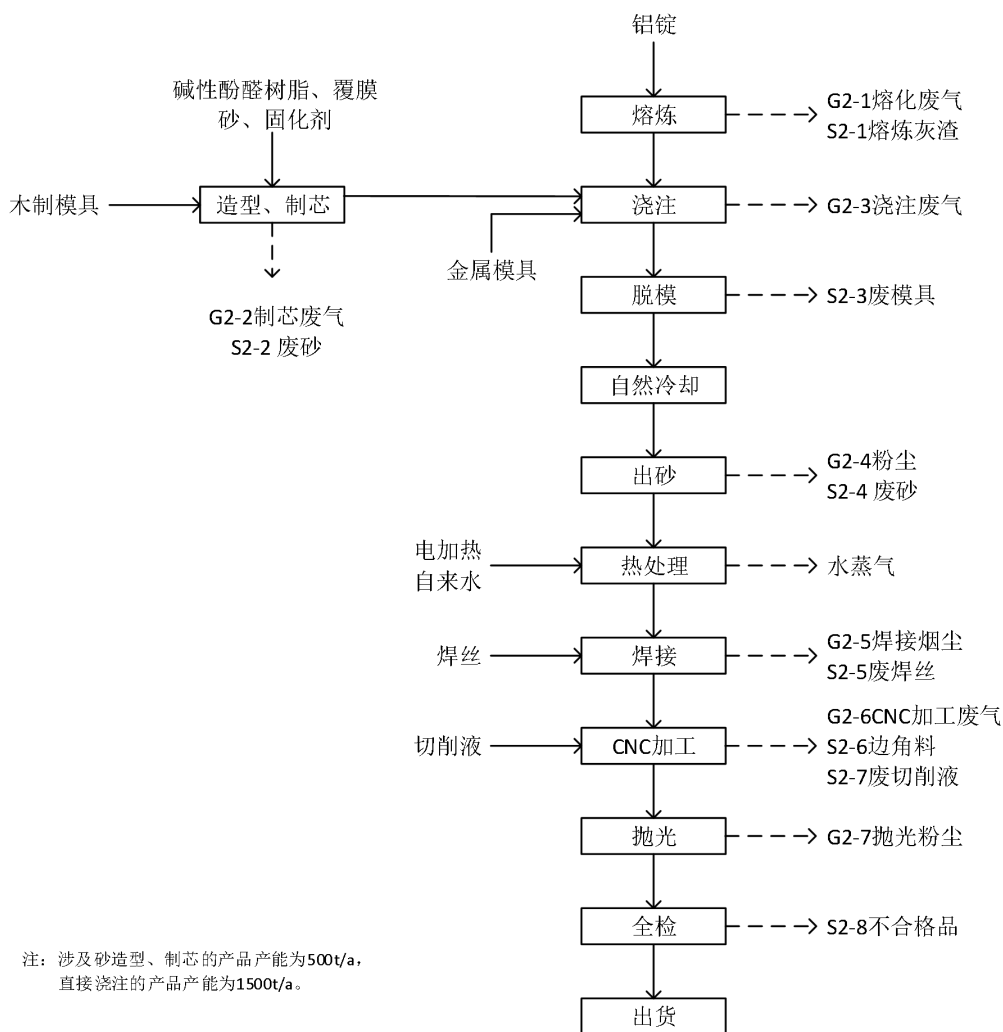 铝锭
碱性酚醛树脂、覆膜
砂、固化剂
熔炼
G2-1熔化废气
S2-1熔炼灰渣
木制模具
造型、制芯
浇注
G2-3浇注废气
金属模具
G2-2制芯废气
S2-2 废砂
脱模
S2-3废模具
自然冷却
出砂
G2-4粉尘
S2-4 废砂
电加热
自来水
热处理
水蒸气
焊丝
焊接
G2-5焊接烟尘
S2-5废焊丝
切削液
CNC加工
G2-6CNC加工废气
S2-6边角料
S2-7废切削液
抛光
G2-7抛光粉尘
全检
S2-8不合格品
注：涉及砂造型、制芯的产品产能为500t/a，
直接浇注的产品产能为1500t/a。
出货